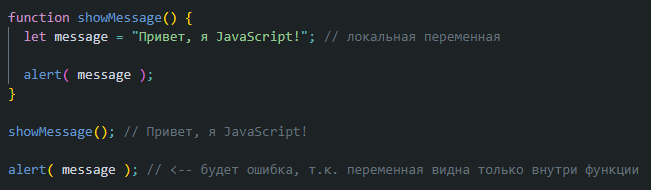 function showMessage() {
let message = "Привет, я JavaScript!"; // локальная переменная
alert( message );
}
showMessage(); // Привет, я JavaScript!
alert( message ); // <-- будет ошибка, т.к. переменная видна только внутри функции